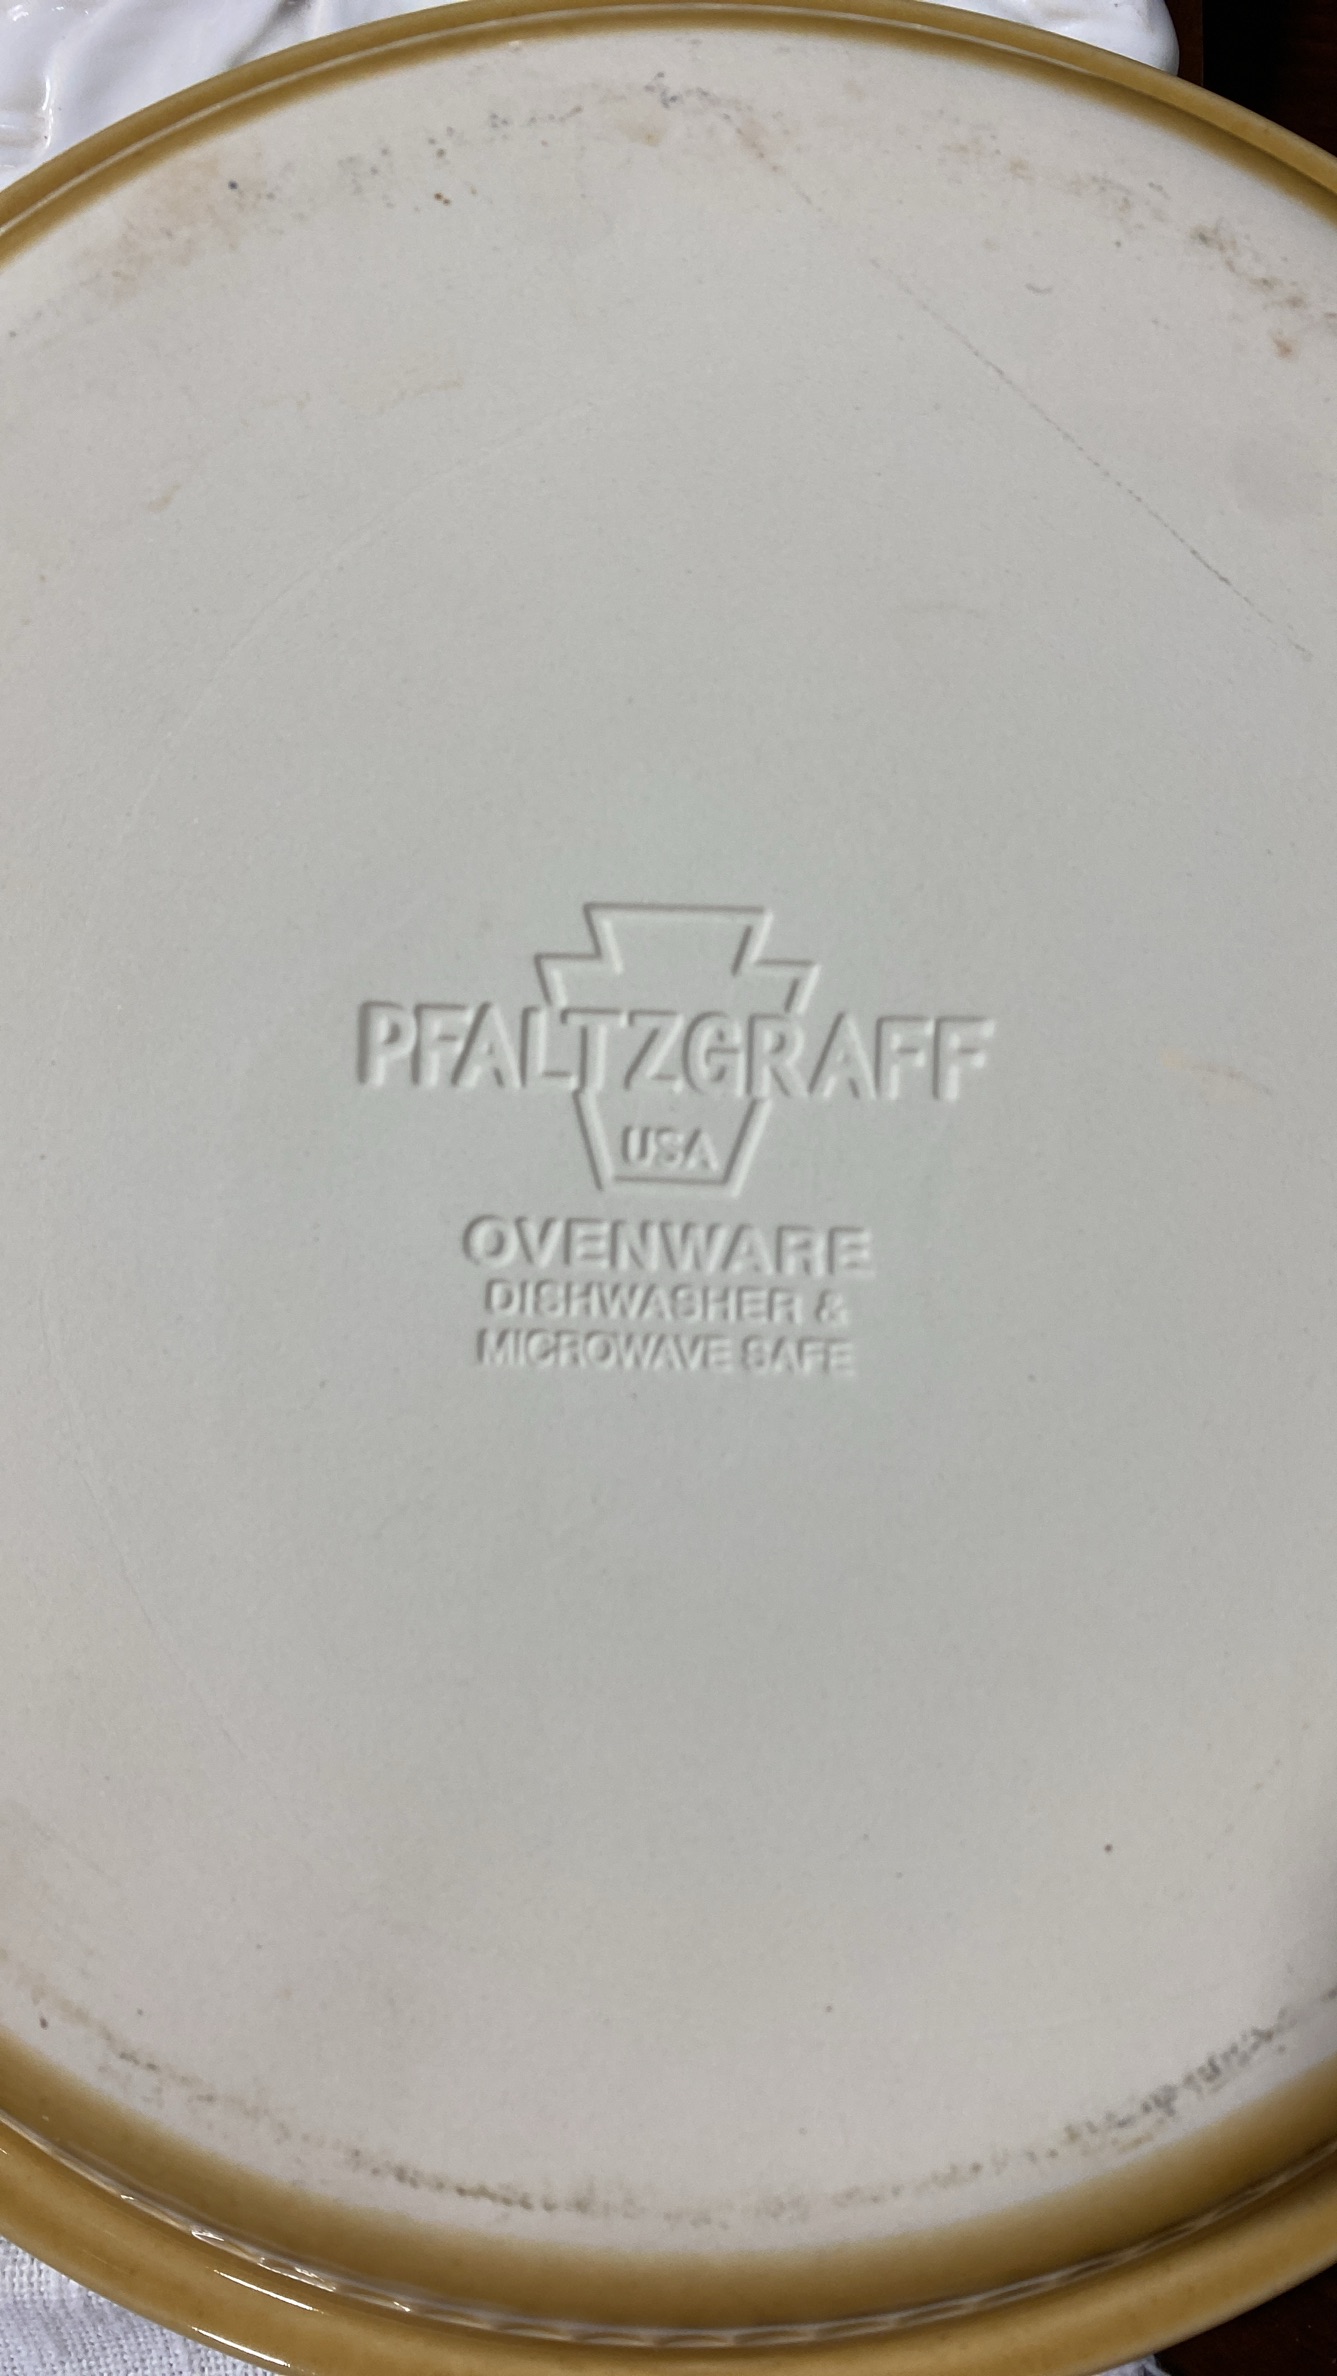 PFALTZGRAFF
USA
OVENWARE
DISHWASHER &
MICROWAVE SAFE